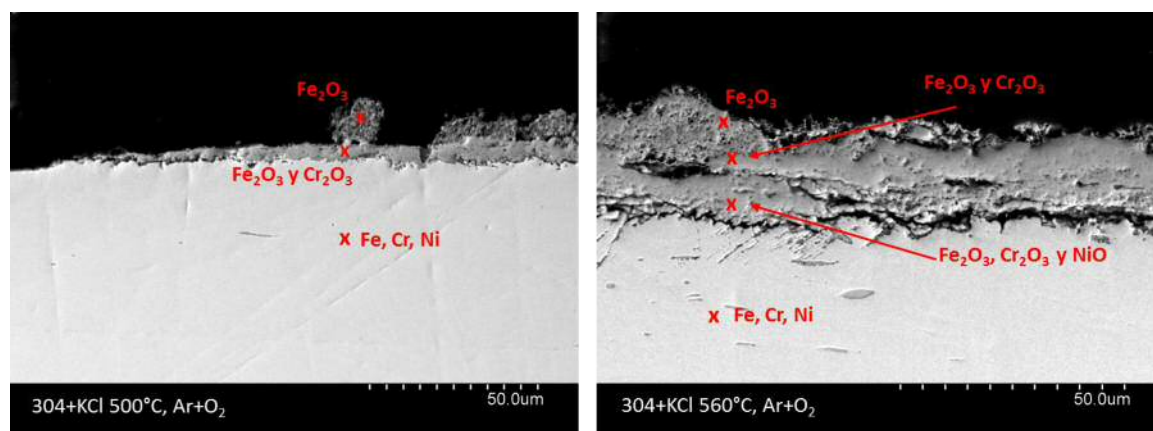 Fe₂O₃
Fe₂O₃ y Cr₂O₃
x Fe, Cr, Ni
50.0um
304+KCl 500°C, Ar+O₂
Fe₂O₃ y Cr₂O₃
Fe₂O₃
x
x
Fe₂O₃, Cr₂O₃ y NiO
x Fe, Cr, Ni
50.0um
304+KCl 560°C, Ar+O₂